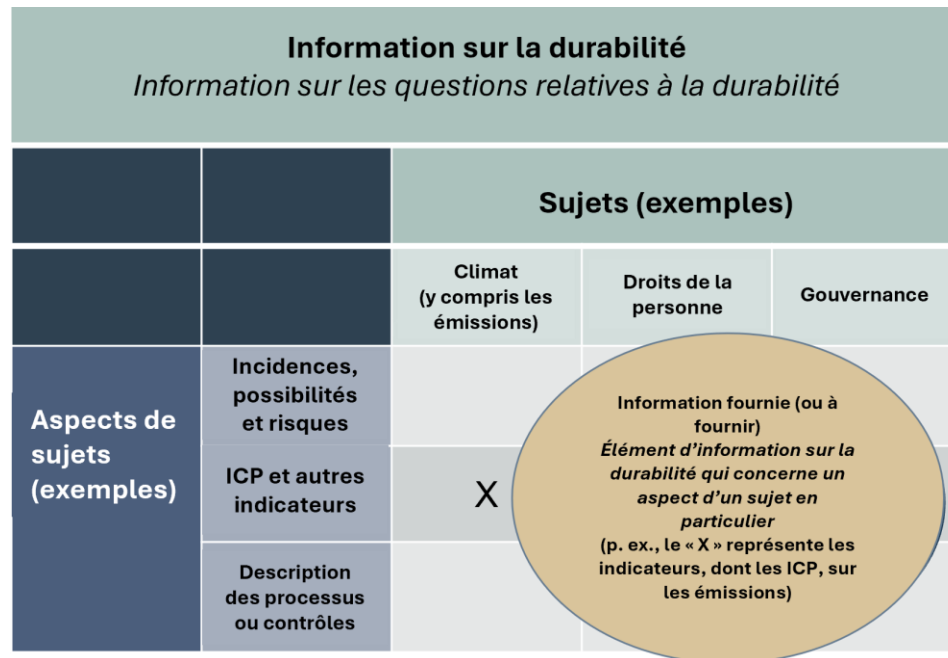 Information sur la durabilité
Information sur les questions relatives à la durabilité
Sujets (exemples)
Climat
(y compris les
émissions)
Droits de la
personne
Gouvernance
Aspects de
sujets
(exemples)
Incidences,
possibilités
et risques
ICP et autres
indicateurs
X
Description
des processus
ou contrôles
Information fournie (ou à
fournir)
Élément d’information sur la
durabilité qui concerne un
aspect d’un sujet en
particulier
(p. ex., le « X » représente les
indicateurs, dont les ICP, sur
les émissions)